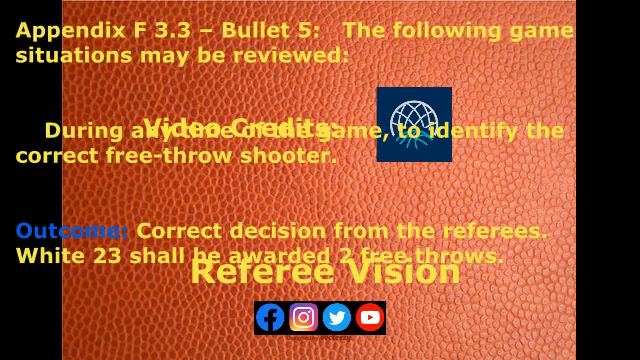 Appendix F 3.3 – Bullet 5: The following game
situations may be reviewed:
Video Credits:
During any time of the game, to identify the
correct free-throw shooter.
Outcome: Correct decision from the referees.
White 23 shall be awarded 2 free throws.
Referee Vision